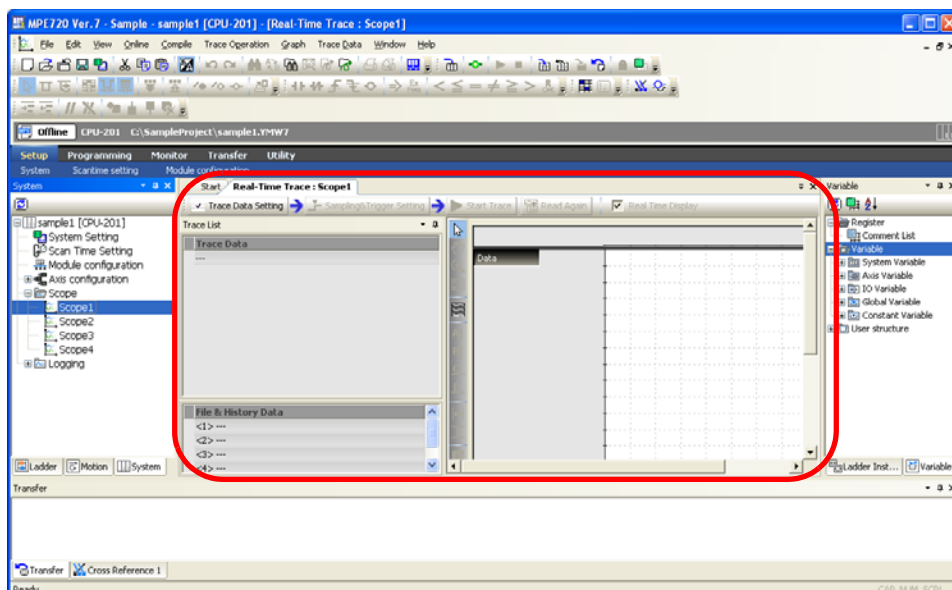 MPE720 Ver.7 - Sample - sample1 [CPU-201] - [Real-Time Trace : Scope1]
File Edit View Online Compile Trace Operation Graph Trace Data Window Help
Offline CPU-201 C:\SampleProject\sample1.YMW7
Setup Programming Monitor Transfer Utility
System Scantime setting Module configuration
System
sample1 [CPU-201]
System Setting
Scan Time Setting
Module configuration
Axis configuration
Scope
Scope1
Scope2
Scope3
Scope4
Logging
Ladder Motion System
Start Real-Time Trace : Scope1
Trace Data Setting Sampling&Trigger Setting Start Trace Read Again Real Time Display
Trace List
Trace Data
---
File & History Data
<1> ---
<2> ---
<3> ---
<4> ---
Data
Variable
Register
Comment List
Variable
System Variable
Axis Variable
IO Variable
Global Variable
Constant Variable
User structure
Ladder Inst... Variable
Transfer
Transfer Cross Reference 1
Ready CAP NUM SCRL